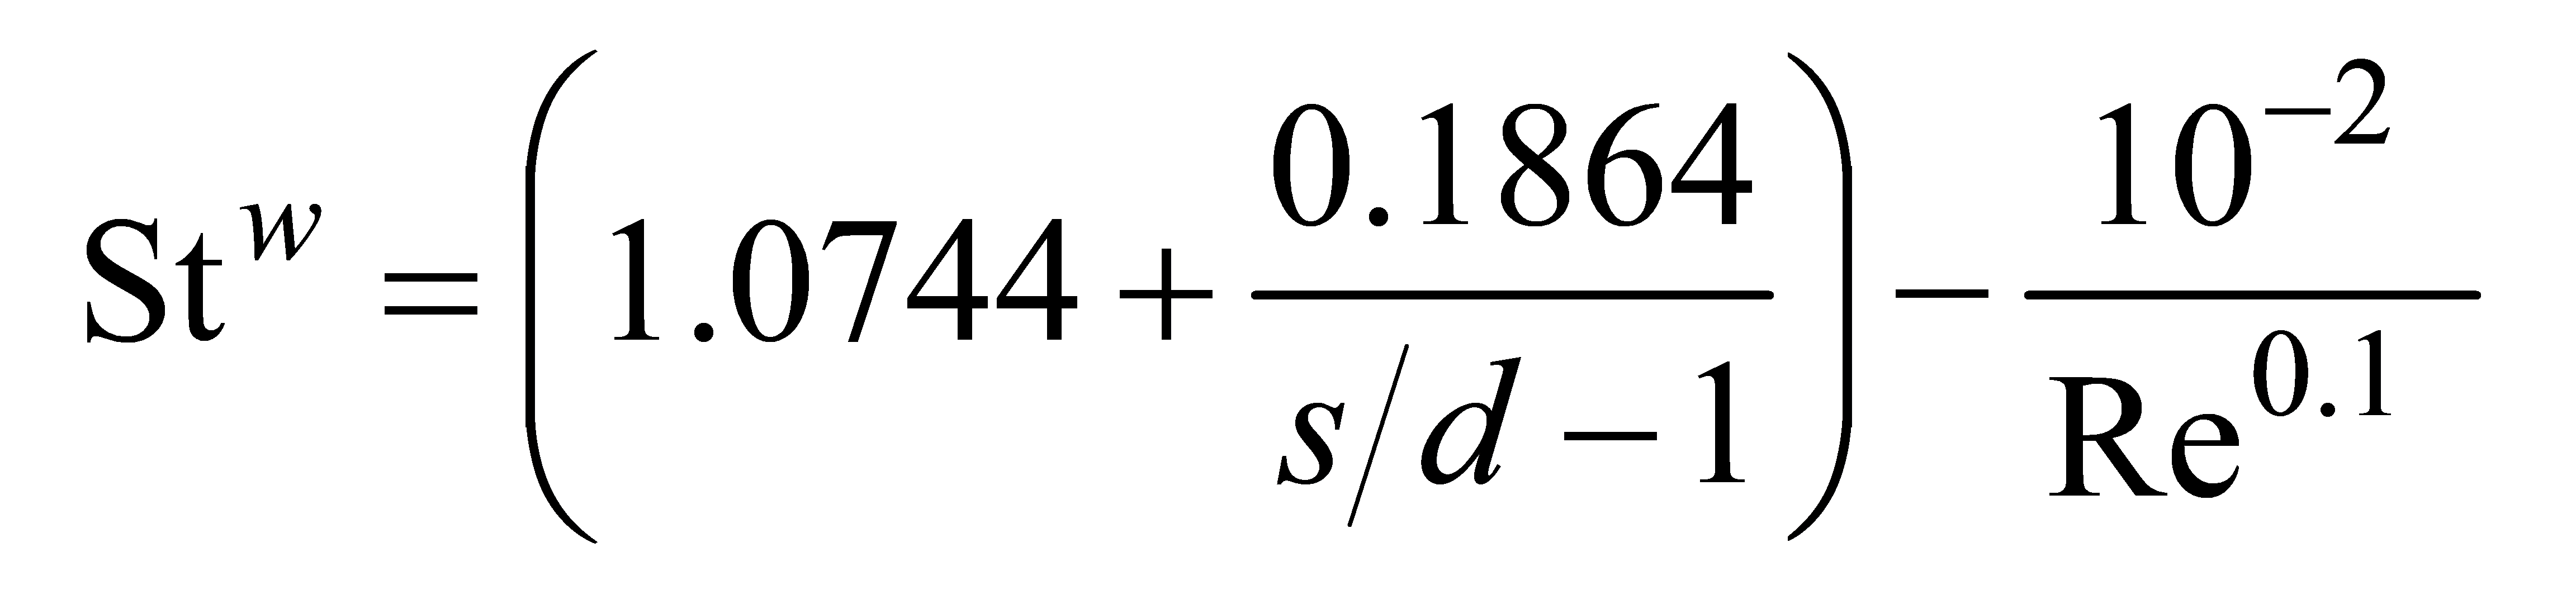 St^w = (1.0744 + 0.1864/(s/d − 1)) − 10^−2/Re^0.1